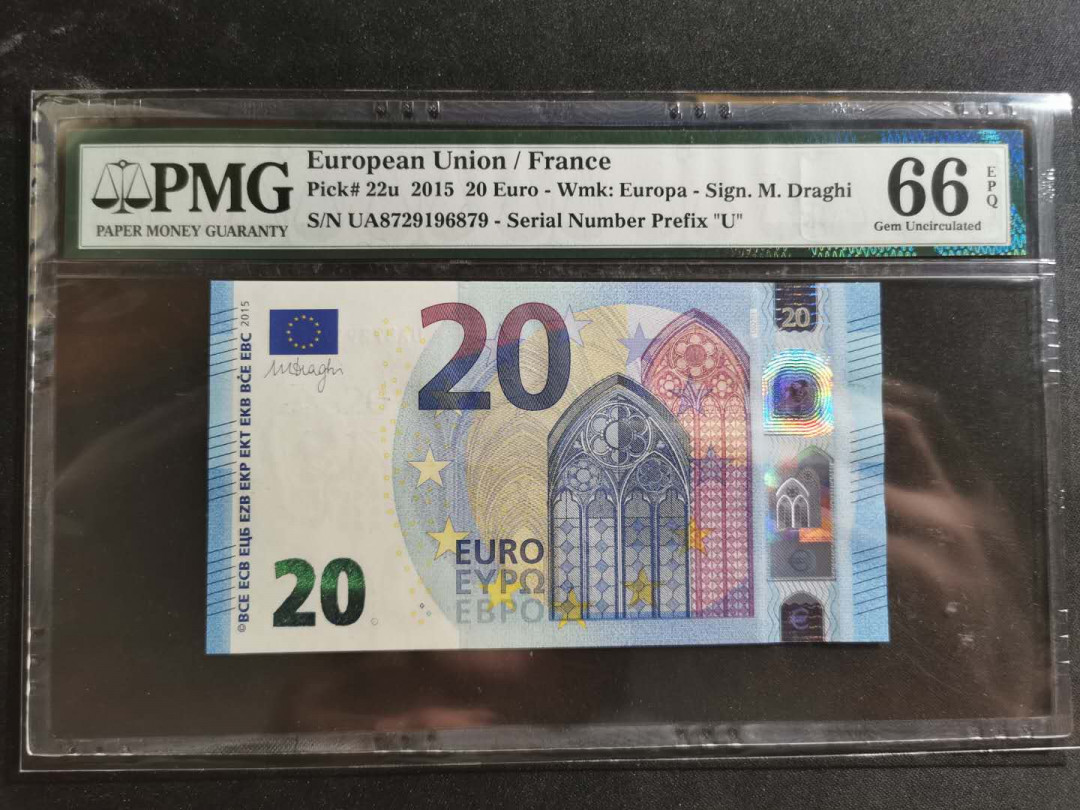 PMG
PAPER MONEY GUARANTY
European Union / France
Pick# 22u 2015 20 Euro - Wmk: Europa - Sign. M. Draghi
S/N UA8729196879 - Serial Number Prefix "U"
66
Gem Uncirculated
EPQ
©BCE ECB ЕЦБ EZB EKP EKT EKB BĊE EBC 2015
M Draghi
20
20
EURO
ΕΥΡΩ
ЕВРО
20